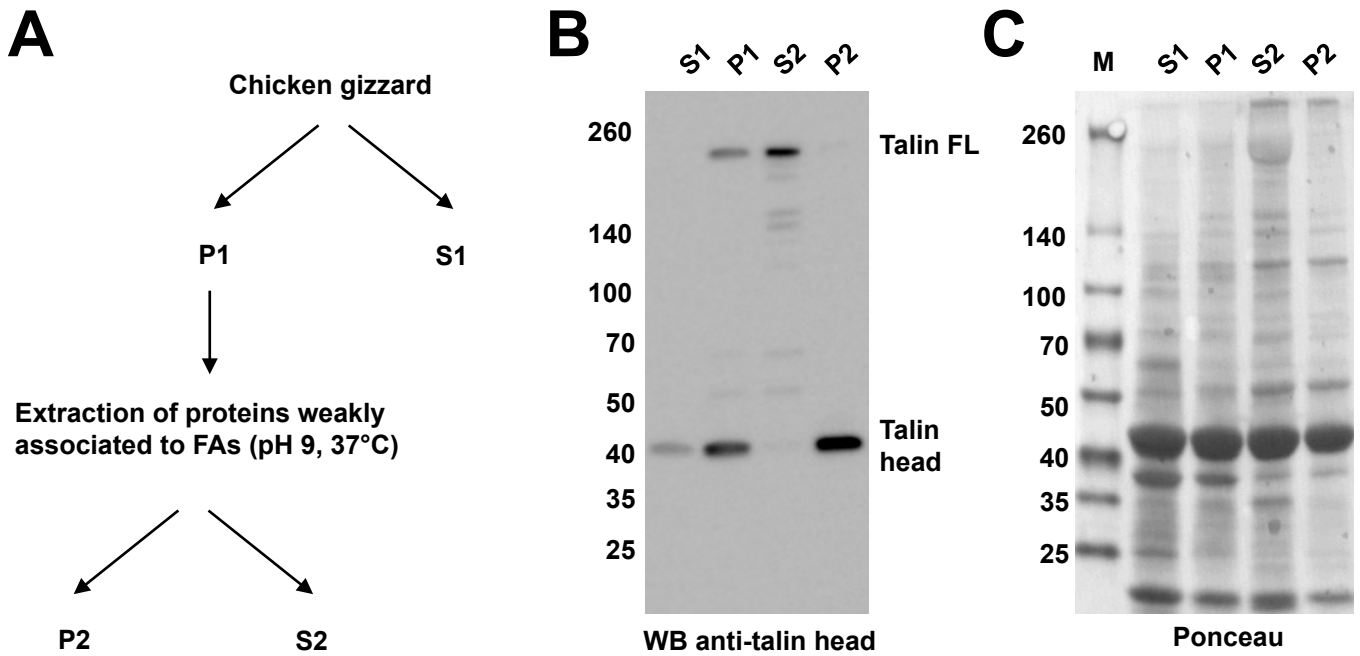 A
Chicken gizzard
P1
S1
Extraction of proteins weakly
associated to FAs (pH 9, 37°C)
P2
S2
B
S1 P1 S2 P2
260
140
100
70
50
40
35
25
Talin FL
Talin
head
WB anti-talin head
C
M S1 P1 S2 P2
260
140
100
70
50
40
35
25
Ponceau